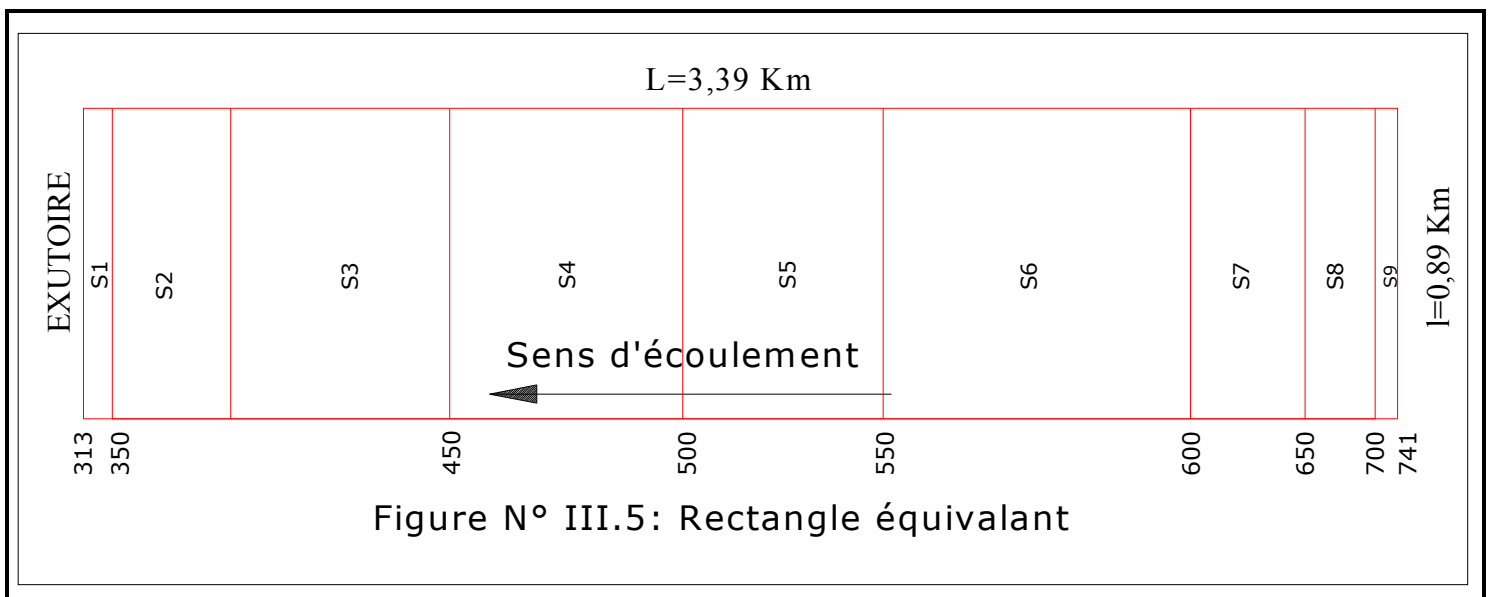 L=3,39 Km
EXUTOIRE
S1
S2
S3
S4
S5
S6
S7
S8
S9
l=0,89 Km
Sens d'écoulement
313
350
450
500
550
600
650
700
741
Figure N° III.5: Rectangle équivalant